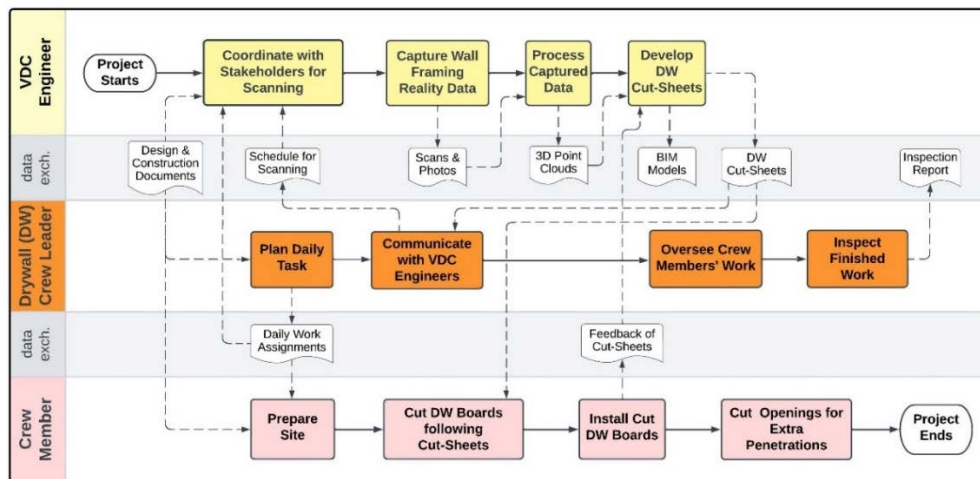 VDC
Engineer
Project
Starts
Coordinate with
Stakeholders for
Scanning
Capture Wall
Framing
Reality Data
Process
Captured
Data
Develop
DW
Cut-Sheets
data
exch.
Design &
Construction
Documents
Schedule for
Scanning
Scans &
Photos
3D Point
Clouds
BIM
Models
DW
Cut-Sheets
Inspection
Report
Drywall (DW)
Crew Leader
Plan Daily
Task
Communicate
with VDC
Engineers
Oversee Crew
Members' Work
Inspect
Finished
Work
data
exch.
Daily Work
Assignments
Feedback of
Cut-Sheets
Crew
Member
Prepare
Site
Cut DW Boards
following
Cut-Sheets
Install Cut
DW Boards
Cut Openings for
Extra
Penetrations
Project
Ends